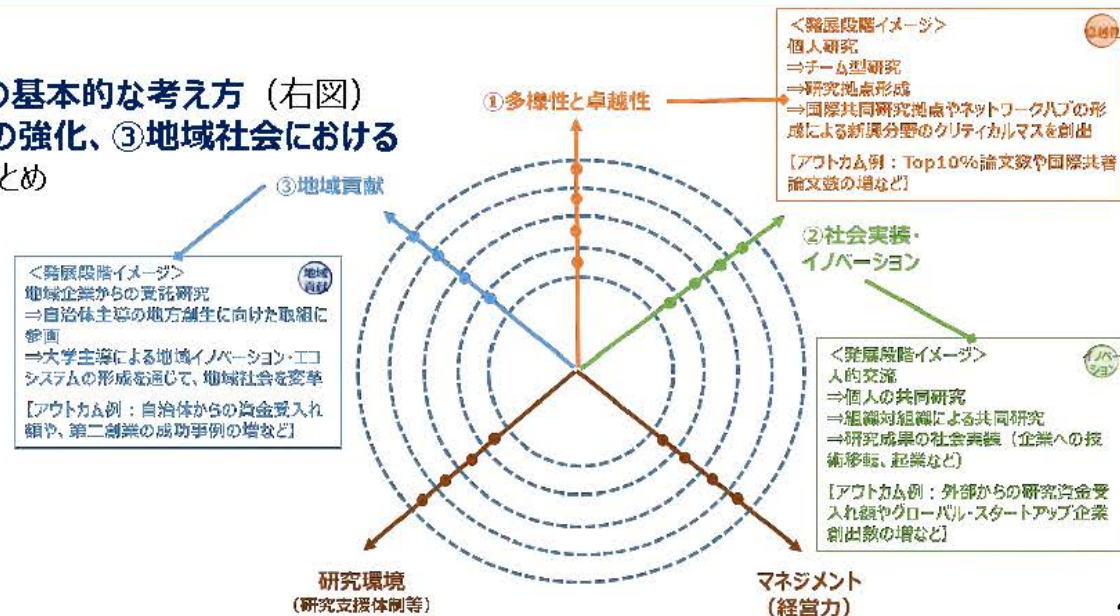 の基本的な考え方（右図）
の強化、③地域社会における
とめ
①多様性と卓越性
＜発展段階イメージ＞
個人研究
⇒チーム型研究
⇒研究拠点形成
⇒国際共同研究拠点やネットワークハブの形
成による新興分野のクリティカルマスを創出
【アウトカム例：Top10%論文数や国際共著
論文数の増など】
卓越性
③地域貢献
＜発展段階イメージ＞
地域企業からの受託研究
⇒自治体主導の地方創生に向けた取組に
参画
⇒大学主導による地域イノベーション・エコ
システムの形成を通じて、地域社会を変革
【アウトカム例：自治体からの資金受入れ
額や、第二創業の成功事例の増など】
地域
貢献
②社会実装・
イノベーション
＜発展段階イメージ＞
人的交流
⇒個人の共同研究
⇒組織対組織による共同研究
⇒研究成果の社会実装（企業への技
術移転、起業など）
【アウトカム例：外部からの研究資金受
入れ額やグローバル・スタートアップ企業
創出数の増など】
イノベー
ション
研究環境
（研究支援体制等）
マネジメント
（経営力）